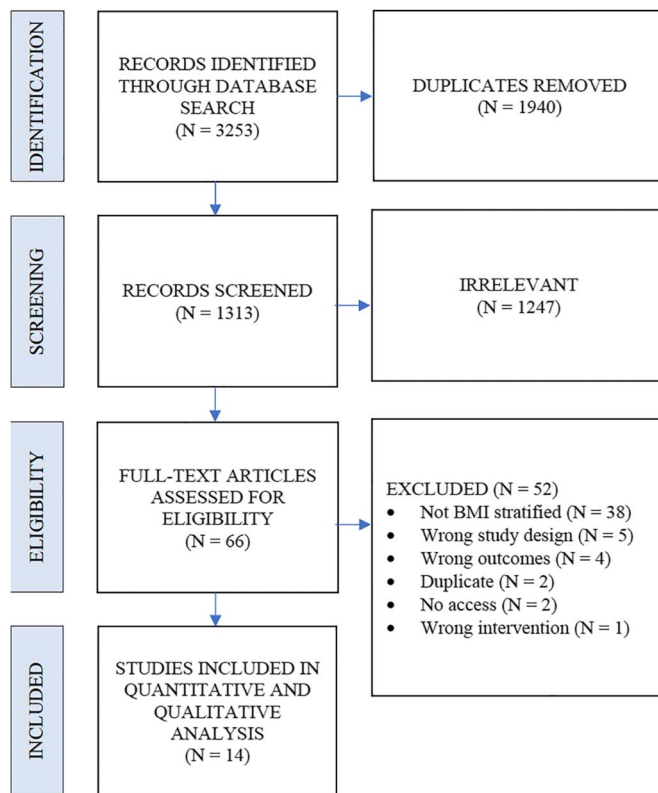 IDENTIFICATION
RECORDS IDENTIFIED
THROUGH DATABASE
SEARCH
(N = 3253)
DUPLICATES REMOVED
(N = 1940)
SCREENING
RECORDS SCREENED
(N = 1313)
IRRELEVANT
(N = 1247)
ELIGIBILITY
FULL-TEXT ARTICLES
ASSESSED FOR
ELIGIBILITY
(N = 66)
EXCLUDED (N = 52)
• Not BMI stratified (N = 38)
• Wrong study design (N = 5)
• Wrong outcomes (N = 4)
• Duplicate (N = 2)
• No access (N = 2)
• Wrong intervention (N = 1)
INCLUDED
STUDIES INCLUDED IN
QUANTITATIVE AND
QUALITATIVE
ANALYSIS
(N = 14)